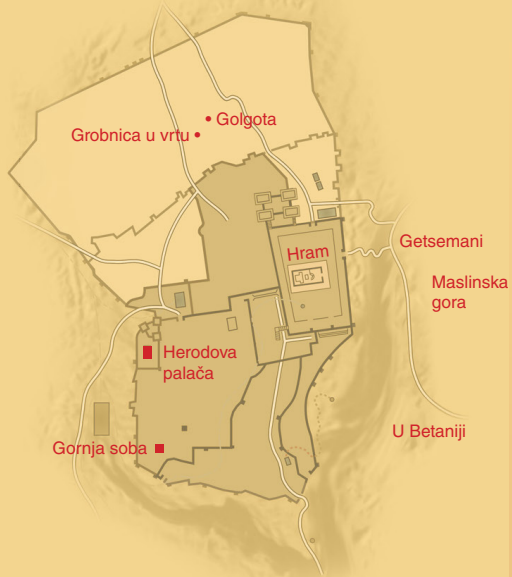 Golgota
Grobnica u vrtu
Hram
Getsemani
Maslinska
gora
Herodova
palača
U Betaniji
Gornja soba